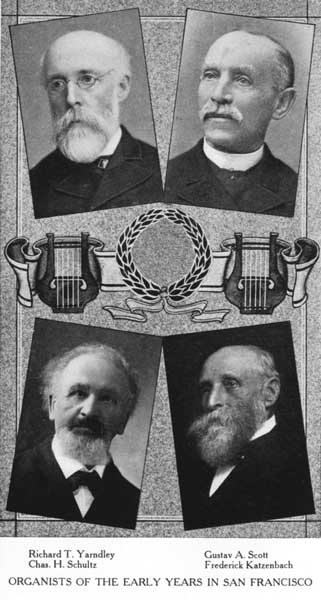 Richard T. Yarndley
Gustav A. Scott
Chas. H. Schultz
Frederick Katzenbach
ORGANISTS OF THE EARLY YEARS IN SAN FRANCISCO